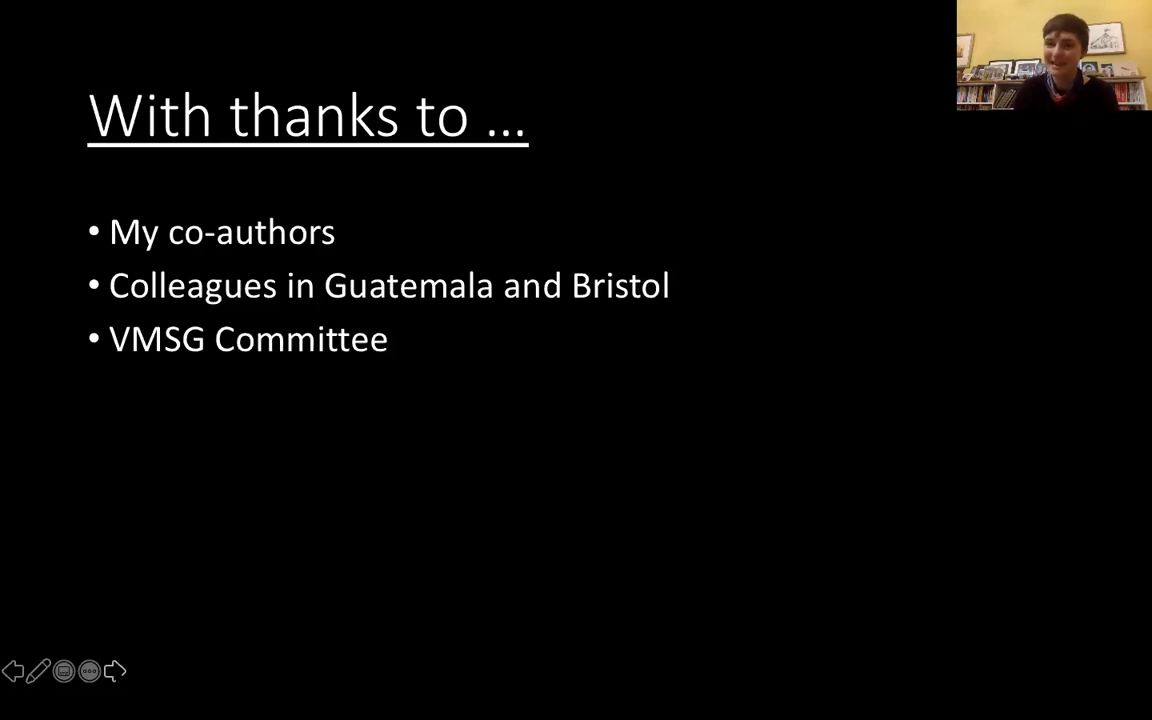 With thanks to ...
• My co-authors
• Colleagues in Guatemala and Bristol
• VMSG Committee